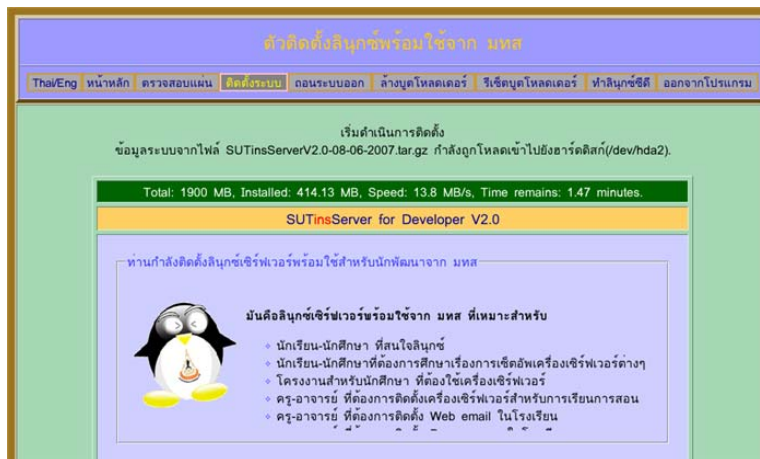 ตัวติดตั้งลินุกซ์พร้อมใช้จาก มทส
Thai/Eng หน้าหลัก ตรวจสอบแผ่น ติดตั้งระบบ ถอนระบบออก ล้างบูตโหลดเดอร์ รีเซ็ตบูตโหลดเดอร์ ทำลินุกซ์ซีดี ออกจากโปรแกรม
เริ่มดำเนินการติดตั้ง
ข้อมูลระบบจากไฟล์ SUTinsServerV2.0-08-06-2007.tar.gz กำลังถูกโหลดเข้าไปยังฮาร์ดดิสก์(/dev/hda2).
Total: 1900 MB, Installed: 414.13 MB, Speed: 13.8 MB/s, Time remains: 1.47 minutes.
SUTinsServer for Developer V2.0
ท่านกำลังติดตั้งลินุกซ์เซิร์ฟเวอร์พร้อมใช้สำหรับนักพัฒนาจาก มทส
มันคือลินุกซ์เซิร์ฟเวอร์พร้อมใช้จาก มทส ที่เหมาะสำหรับ
นักเรียน-นักศึกษา ที่สนใจลินุกซ์
นักเรียน-นักศึกษาที่ต้องการศึกษาเรื่องการเซ็ตอัพเครื่องเซิร์ฟเวอร์ต่างๆ
โครงงานสำหรับนักศึกษา ที่ต้องใช้เครื่องเซิร์ฟเวอร์
ครู-อาจารย์ ที่ต้องการติดตั้งเครื่องเซิร์ฟเวอร์สำหรับการเรียนการสอน
ครู-อาจารย์ ที่ต้องการติดตั้ง Web email ในโรงเรียน